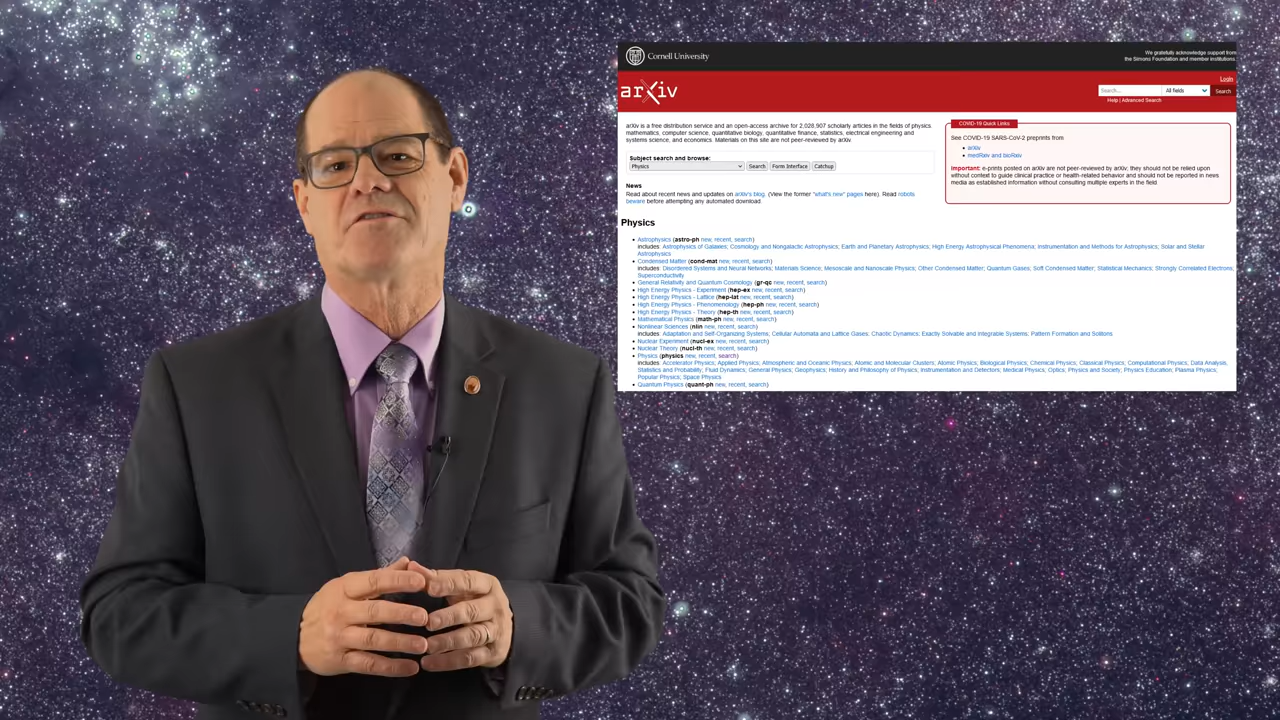 Cornell University
We gratefully acknowledge support from
the Simons Foundation and member institutions.
arXiv
Login
Search...
All fields
Search
Help | Advanced Search
arXiv is a free distribution service and an open-access archive for 2,028,907 scholarly articles in the fields of physics
mathematics, computer science, quantitative biology, quantitative finance, statistics, electrical engineering and
systems science, and economics. Materials on this site are not peer-reviewed by arXiv.
Subject search and browse:
Physics
Search
Form Interface
Catchup
News
Read about recent news and updates on arXiv's blog. (View the former "what's new" pages here). Read robots
beware before attempting any automated download
COVID-19 Quick Links
See COVID-19 SARS-CoV-2 preprints from
• arXiv
• medRxiv and bioRxiv
Important: e-prints posted on arXiv are not peer-reviewed by arXiv; they should not be relied upon
without context to guide clinical practice or health-related behavior and should not be reported in news
media as established information without consulting multiple experts in the field.
Physics
• Astrophysics (astro-ph new, recent, search)
includes: Astrophysics of Galaxies; Cosmology and Nongalactic Astrophysics; Earth and Planetary Astrophysics; High Energy Astrophysical Phenomena; Instrumentation and Methods for Astrophysics; Solar and Stellar
Astrophysics
• Condensed Matter (cond-mat new, recent, search)
includes: Disordered Systems and Neural Networks; Materials Science; Mesoscale and Nanoscale Physics; Other Condensed Matter; Quantum Gases; Soft Condensed Matter; Statistical Mechanics; Strongly Correlated Electrons;
Superconductivity
• General Relativity and Quantum Cosmology (gr-qc new, recent, search)
• High Energy Physics - Experiment (hep-ex new, recent, search)
• High Energy Physics - Lattice (hep-lat new, recent, search)
• High Energy Physics - Phenomenology (hep-ph new, recent, search)
• High Energy Physics - Theory (hep-th new, recent, search)
• Mathematical Physics (math-ph new, recent, search)
• Nonlinear Sciences (nlin new, recent, search)
includes: Adaptation and Self-Organizing Systems; Cellular Automata and Lattice Gases; Chaotic Dynamics; Exactly Solvable and Integrable Systems; Pattern Formation and Solitons
• Nuclear Experiment (nucl-ex new, recent, search)
• Nuclear Theory (nucl-th new, recent, search)
• Physics (physics new, recent, search)
includes: Accelerator Physics; Applied Physics; Atmospheric and Oceanic Physics; Atomic and Molecular Clusters; Atomic Physics; Biological Physics; Chemical Physics; Classical Physics; Computational Physics; Data Analysis,
Statistics and Probability; Fluid Dynamics; General Physics; Geophysics; History and Philosophy of Physics; Instrumentation and Detectors; Medical Physics; Optics; Physics and Society; Physics Education; Plasma Physics;
Popular Physics; Space Physics
• Quantum Physics (quant-ph new, recent, search)